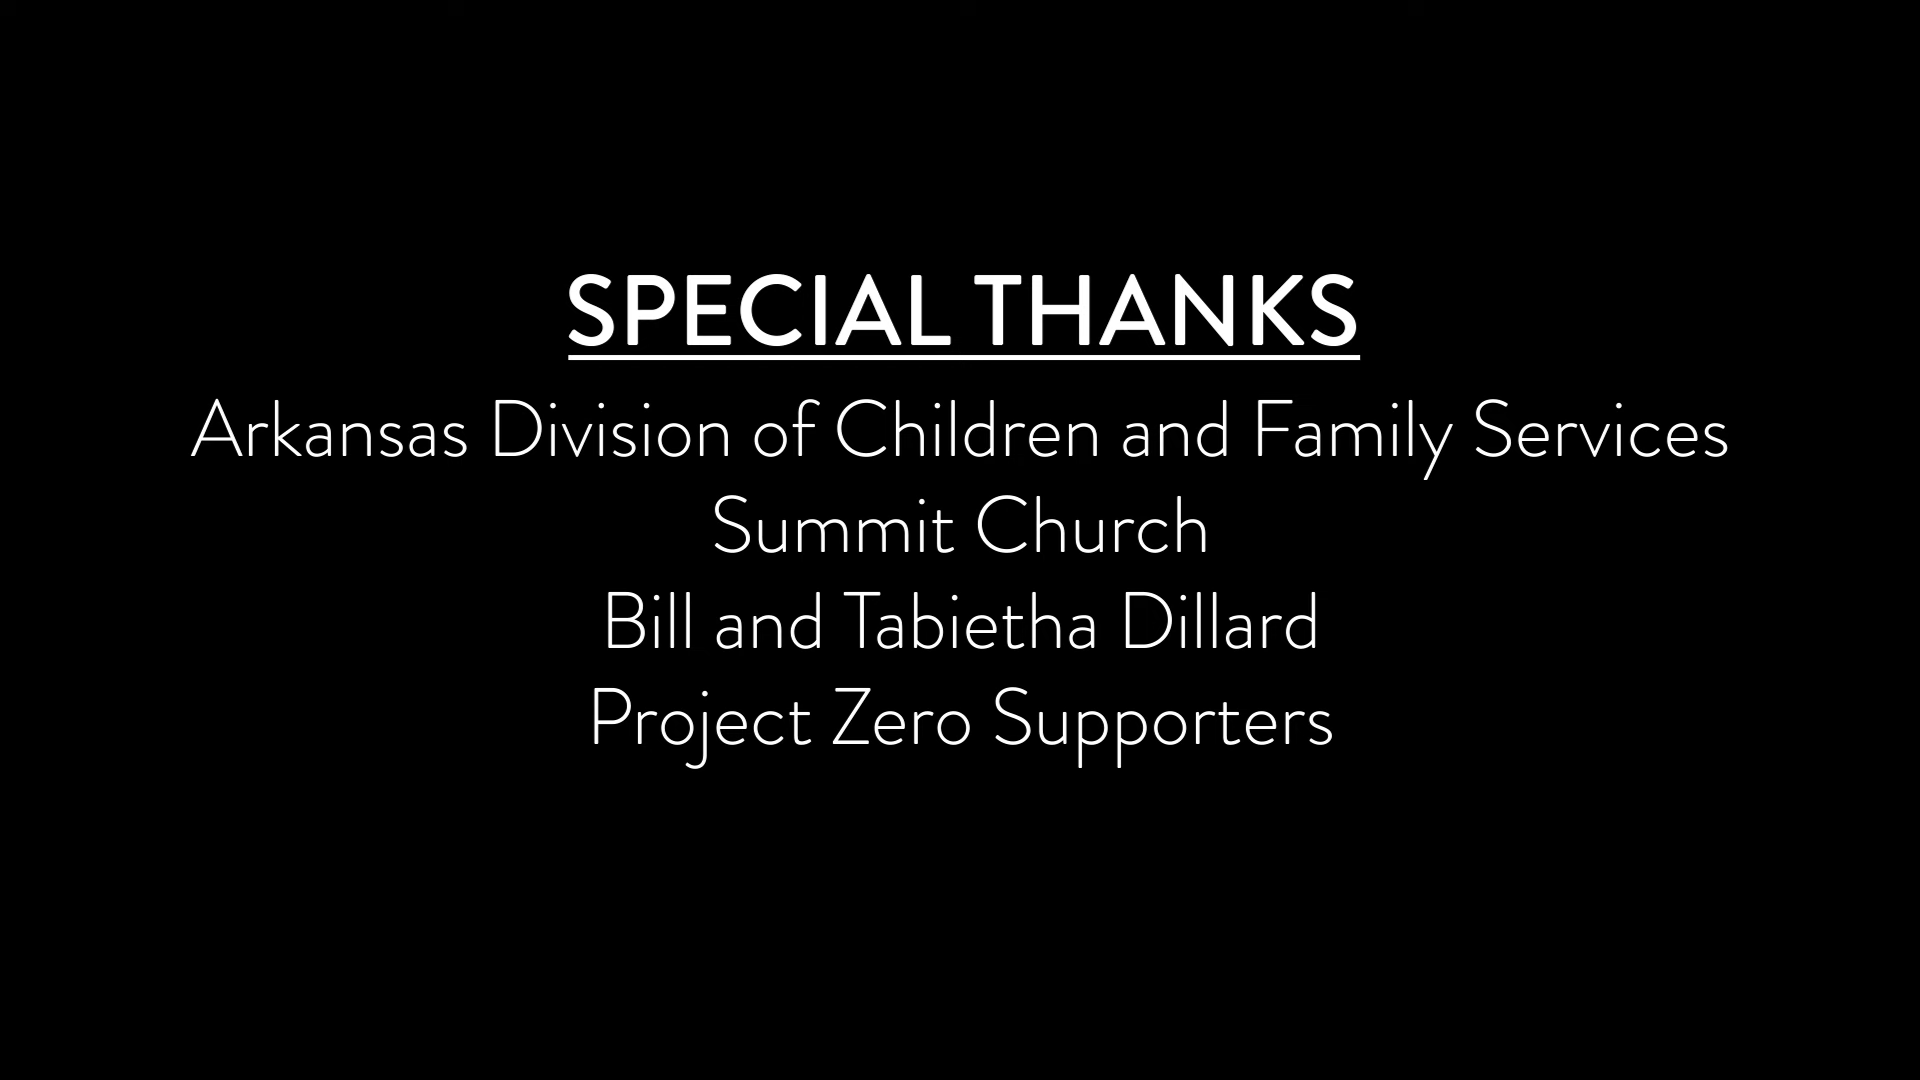 SPECIAL THANKS
Arkansas Division of Children and Family Services
Summit Church
Bill and Tabietha Dillard
Project Zero Supporters